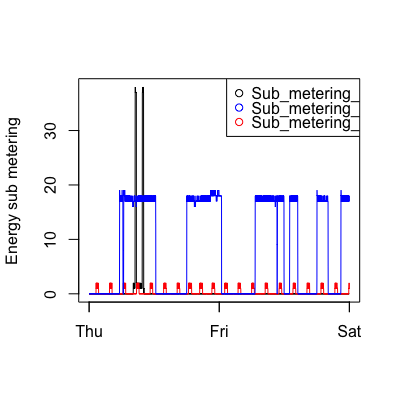 Sub_metering_
Sub_metering_
Sub_metering_
Energy sub metering
30
20
10
0
Thu Fri Sat